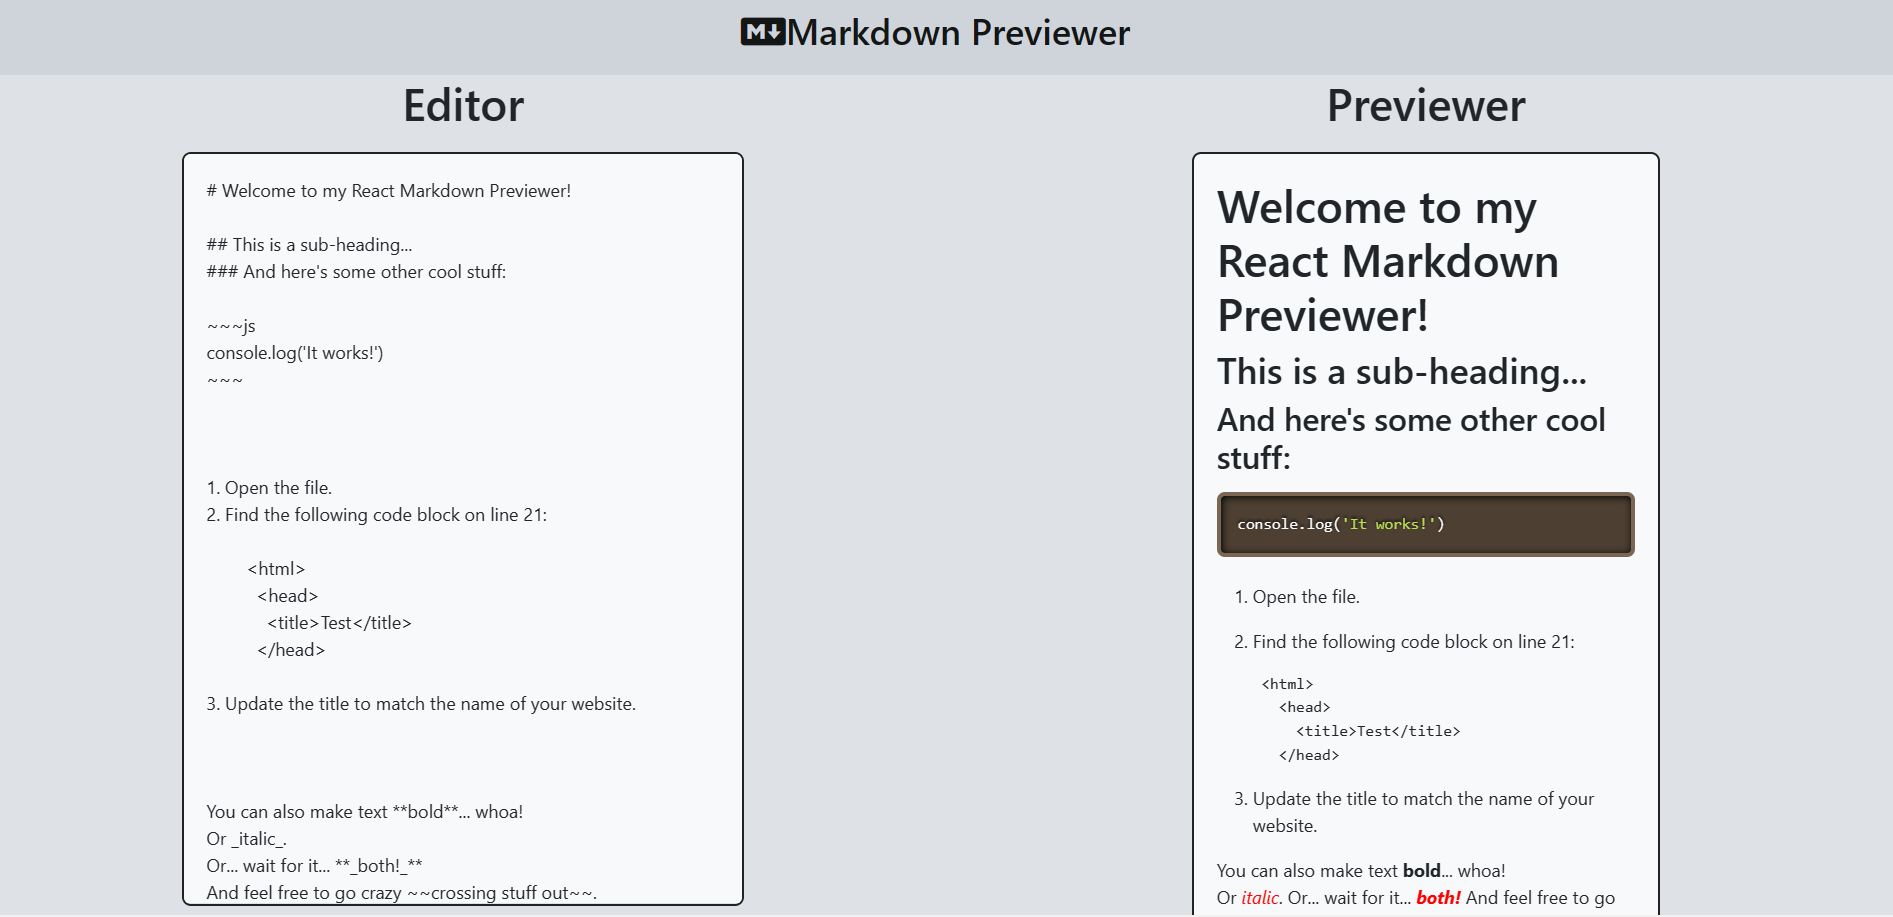 M↓Markdown Previewer
Editor
# Welcome to my React Markdown Previewer!
## This is a sub-heading...
### And here's some other cool stuff:
~~~js
console.log('It works!')
~~~
1. Open the file.
2. Find the following code block on line 21:
<html>
<head>
<title>Test</title>
</head>
3. Update the title to match the name of your website.
You can also make text **bold**... whoa!
Or _italic_.
Or... wait for it... **_both!_**
And feel free to go crazy ~~crossing stuff out~~.
Previewer
Welcome to my
React Markdown
Previewer!
This is a sub-heading...
And here's some other cool
stuff:
console.log('It works!')
1. Open the file.
2. Find the following code block on line 21:
<html>
<head>
<title>Test</title>
</head>
3. Update the title to match the name of your
website.
You can also make text bold... whoa!
Or italic. Or... wait for it... both! And feel free to go